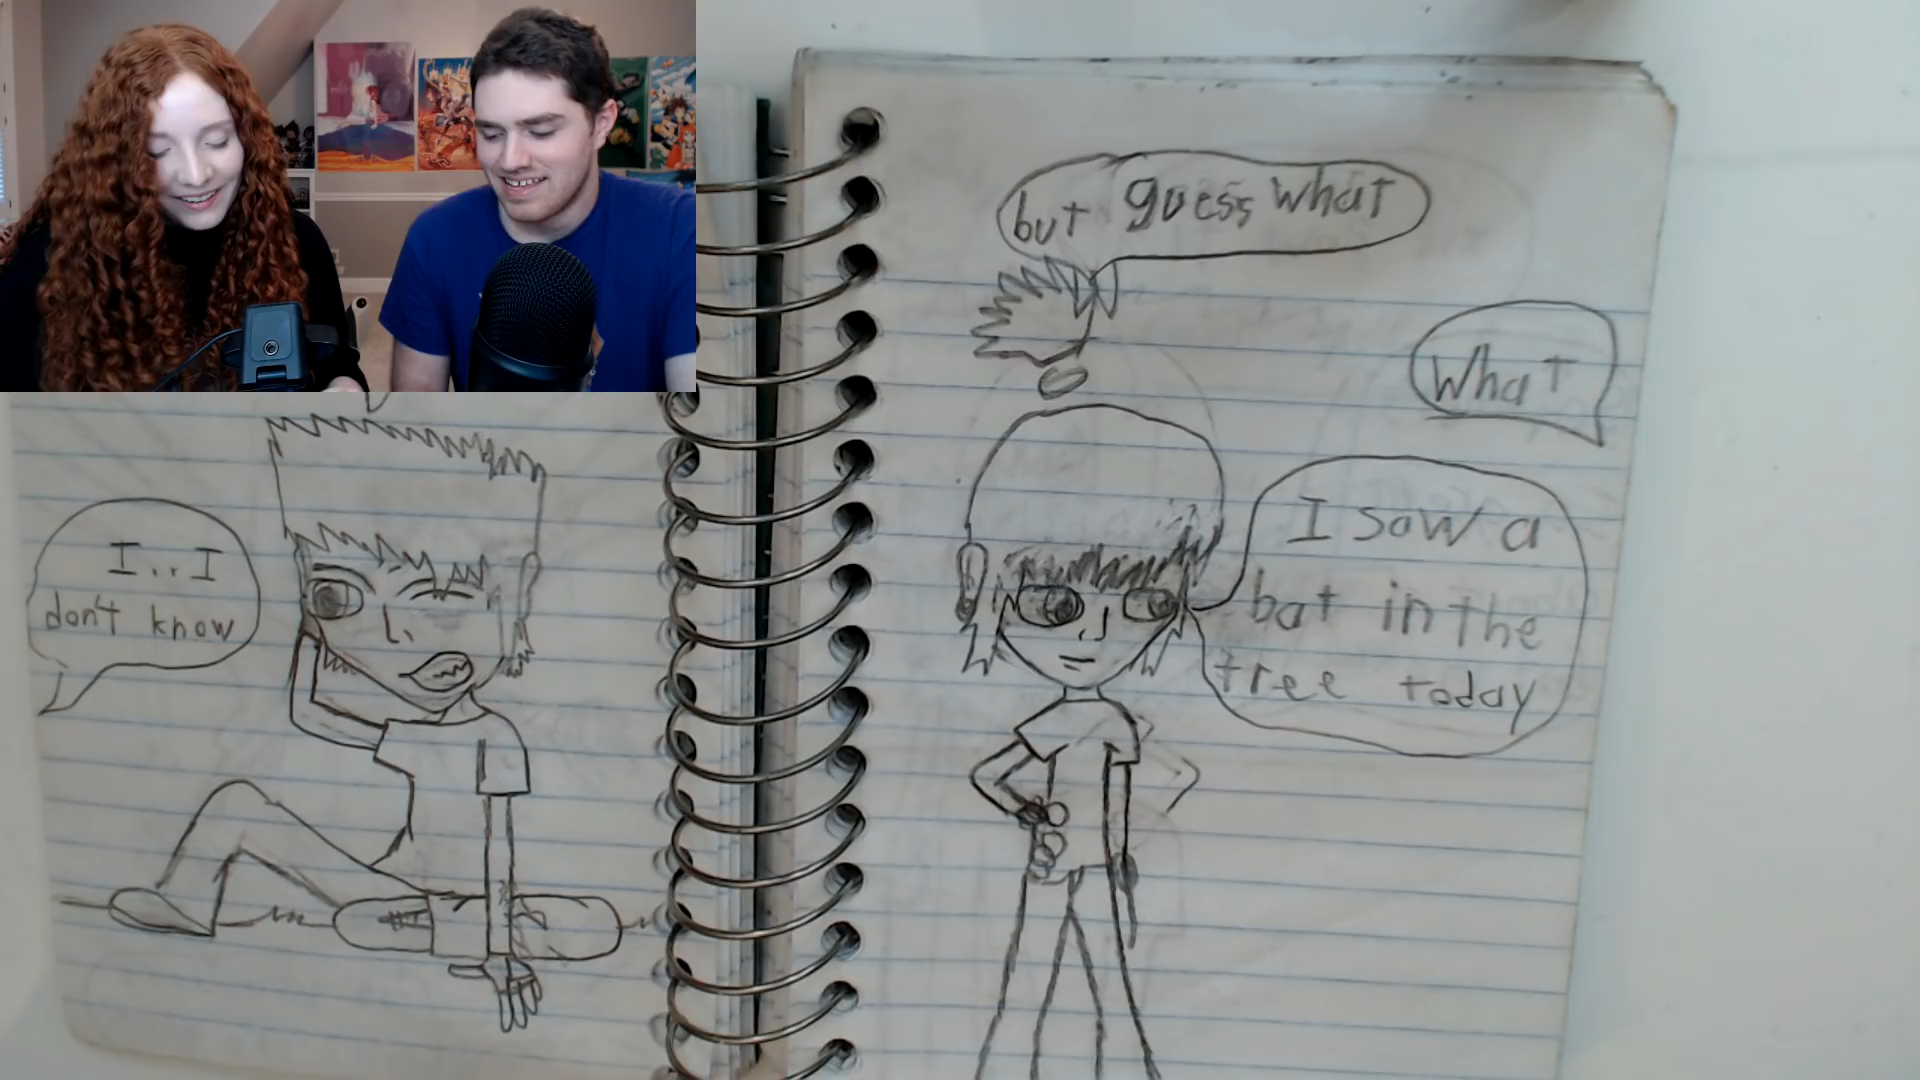 I..I
don't know
but guess what
What
I saw a
bat in the
tree today